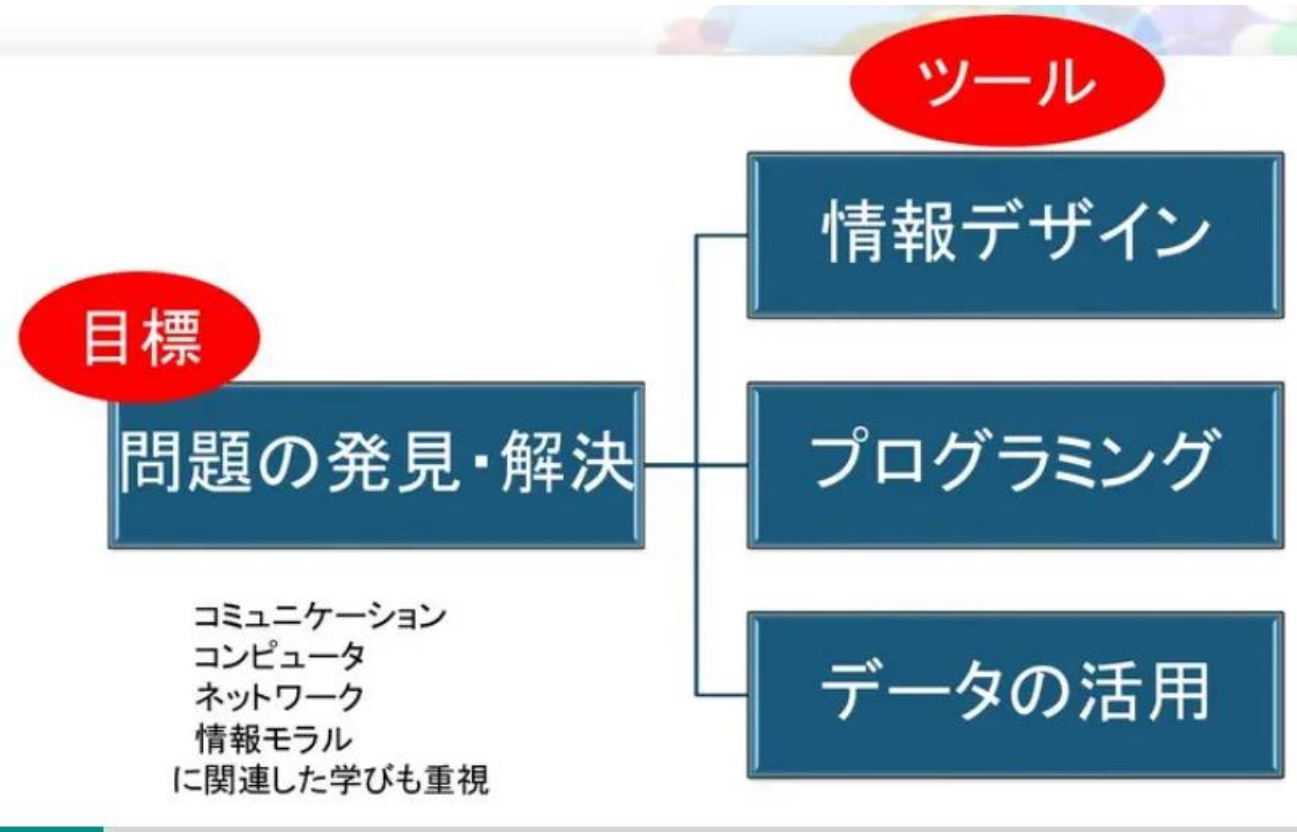 ツール
情報デザイン
目標
問題の発見・解決
プログラミング
データの活用
コミュニケーション
コンピュータ
ネットワーク
情報モラル
に関連した学びも重視